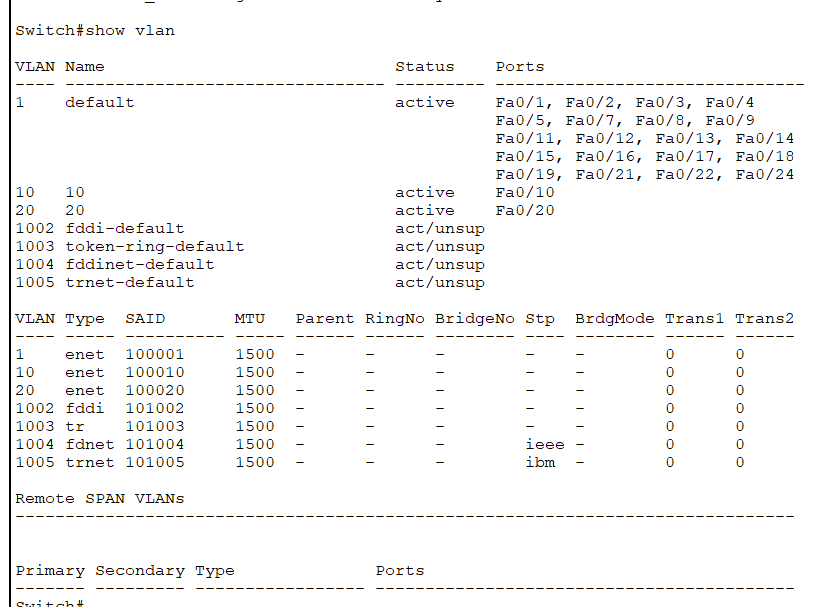 Switch#show vlan
VLAN Name                             Status    Ports
---- -------------------------------- --------- -------------------------------
1    default                          active    Fa0/1, Fa0/2, Fa0/3, Fa0/4
                                                Fa0/5, Fa0/7, Fa0/8, Fa0/9
                                                Fa0/11, Fa0/12, Fa0/13, Fa0/14
                                                Fa0/15, Fa0/16, Fa0/17, Fa0/18
                                                Fa0/19, Fa0/21, Fa0/22, Fa0/24
10   10                               active    Fa0/10
20   20                               active    Fa0/20
1002 fddi-default                     act/unsup
1003 token-ring-default               act/unsup
1004 fddinet-default                  act/unsup
1005 trnet-default                    act/unsup
VLAN Type  SAID       MTU   Parent RingNo BridgeNo Stp  BrdgMode Trans1 Trans2
---- ----- ---------- ----- ------ ------ -------- ---- -------- ------ ------
1    enet  100001     1500  -      -      -        -    -        0      0
10   enet  100010     1500  -      -      -        -    -        0      0
20   enet  100020     1500  -      -      -        -    -        0      0
1002 fddi  101002     1500  -      -      -        -    -        0      0
1003 tr    101003     1500  -      -      -        -    -        0      0
1004 fdnet 101004     1500  -      -      -        ieee -        0      0
1005 trnet 101005     1500  -      -      -        ibm  -        0      0
Remote SPAN VLANs
------------------------------------------------------------------------------
Primary Secondary Type              Ports
------- --------- ----------------- ------------------------------------------
Switch#